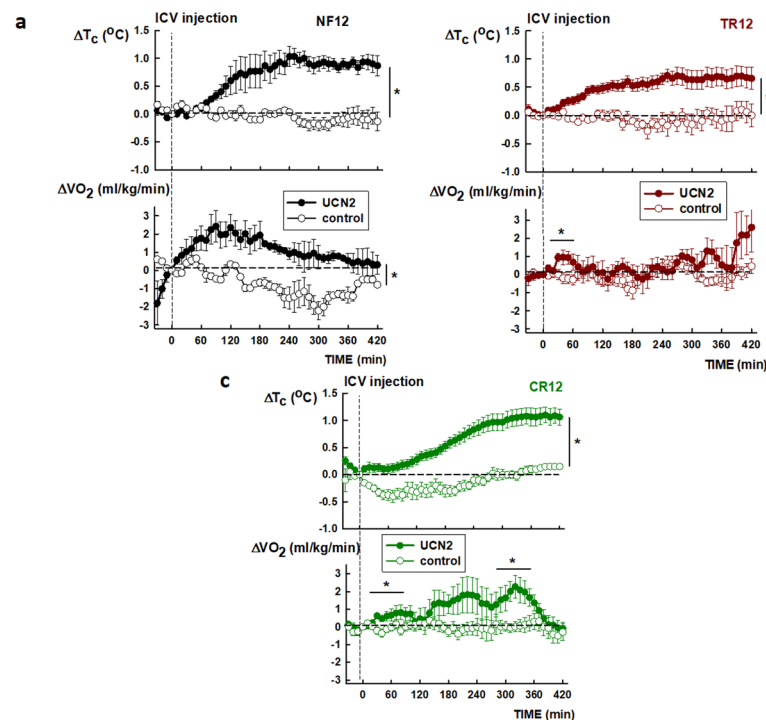 a
ICV injection NF12
ΔTc (OC)
1.5
1.0
0.5
0.0
0.5
1.0
*
ΔVO2 (ml/kg/min)
UCN2
control
3
2
1
0
-1
-2
-3
*
0 60 120 180 240 300 360 420
TIME (min)
ICV injection TR12
ΔTc (OC)
1.5
1.0
0.5
0.0
0.5
1.0
ΔVO2 (ml/kg/min)
UCN2
control
*
3
2
1
0
-1
-2
-3
0 60 120 180 240 300 360 420
TIME (min)
c
ICV injection
CR12
ΔTc (OC)
1.5
1.0
0.5
0.0
0.5
1.0
*
ΔVO2 (ml/kg/min)
UCN2
control
* *
3
2
1
0
-1
-2
-3
0 60 120 180 240 300 360 420
TIME (min)